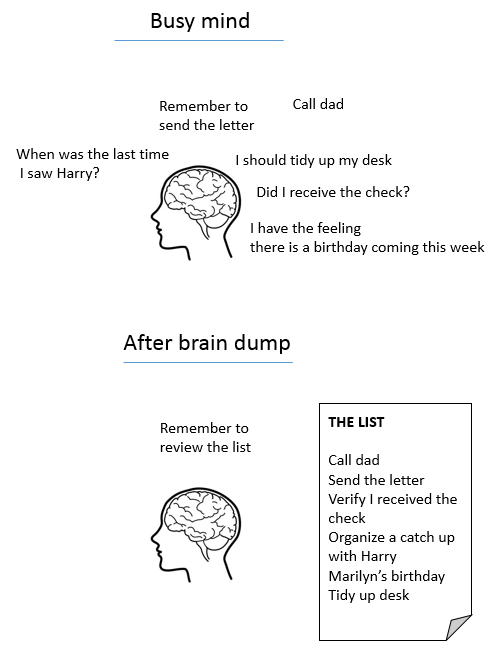 Busy mind
Remember to
send the letter
Call dad
When was the last time
I saw Harry?
I should tidy up my desk
Did I receive the check?
I have the feeling
there is a birthday coming this week
After brain dump
Remember to
review the list
THE LIST
Call dad
Send the letter
Verify I received the
check
Organize a catch up
with Harry
Marilyn’s birthday
Tidy up desk